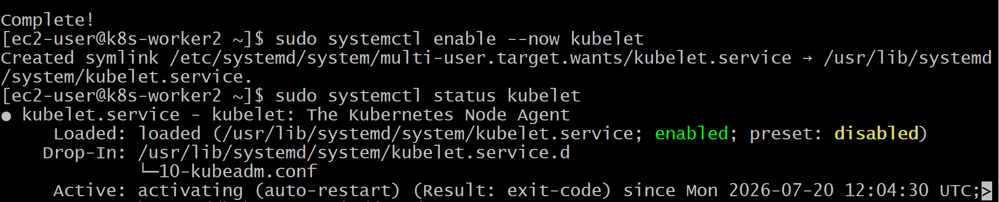 Complete!
[ec2-user@k8s-worker2 ~]$ sudo systemctl enable --now kubelet
Created symlink /etc/systemd/system/multi-user.target.wants/kubelet.service → /usr/lib/systemd
/system/kubelet.service.
[ec2-user@k8s-worker2 ~]$ sudo systemctl status kubelet
● kubelet.service - kubelet: The Kubernetes Node Agent
     Loaded: loaded (/usr/lib/systemd/system/kubelet.service; enabled; preset: disabled)
    Drop-In: /usr/lib/systemd/system/kubelet.service.d
             └─10-kubeadm.conf
     Active: activating (auto-restart) (Result: exit-code) since Mon 2026-07-20 12:04:30 UTC;>